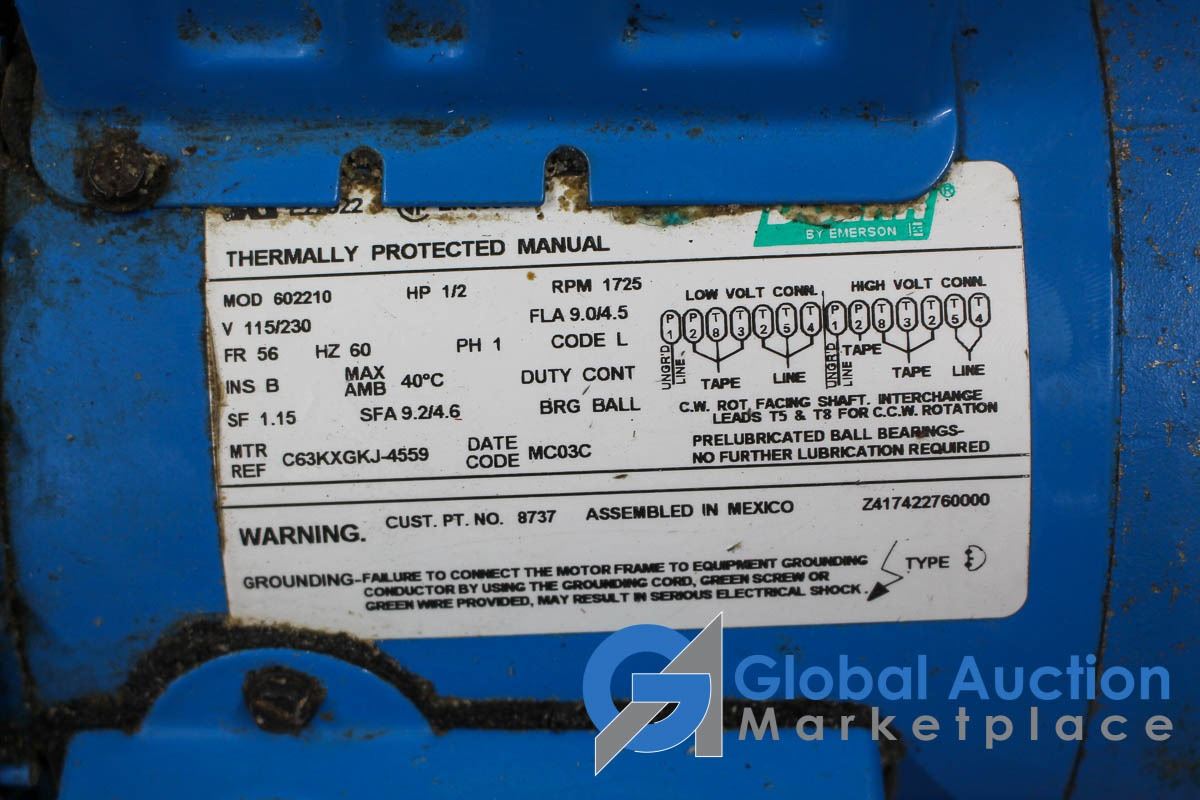 BY EMERSON
THERMALLY PROTECTED MANUAL
MOD 602210 HP 1/2 RPM 1725
V 115/230 FLA 9.0/4.5
FR 56 HZ 60 PH 1 CODE L
INS B MAX AMB 40°C DUTY CONT
SF 1.15 SFA 9.2/4.6 BRG BALL
MTR REF C63KXGKJ-4559 DATE CODE MC03C
LOW VOLT CONN. HIGH VOLT CONN.
P1 P2 T8 T3 T2 T5 T4 P1 P2 T8 T3 T2 T5 T4
UNGR'D LINE TAPE LINE UNGR'D LINE TAPE TAPE LINE
C.W. ROT. FACING SHAFT. INTERCHANGE
LEADS T5 & T8 FOR C.C.W. ROTATION
PRELUBRICATED BALL BEARINGS-
NO FURTHER LUBRICATION REQUIRED
WARNING. CUST. PT. NO. 8737 ASSEMBLED IN MEXICO Z417422760000
GROUNDING-FAILURE TO CONNECT THE MOTOR FRAME TO EQUIPMENT GROUNDING
CONDUCTOR BY USING THE GROUNDING CORD, GREEN SCREW OR
GREEN WIRE PROVIDED, MAY RESULT IN SERIOUS ELECTRICAL SHOCK.
TYPE
Global Auction
Marketplace